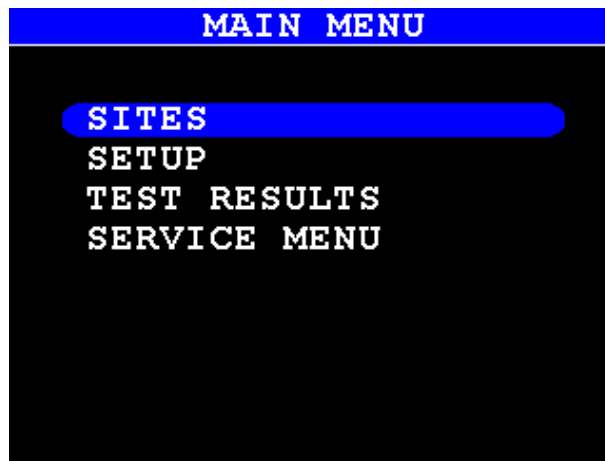 MAIN MENU
SITES
SETUP
TEST RESULTS
SERVICE MENU